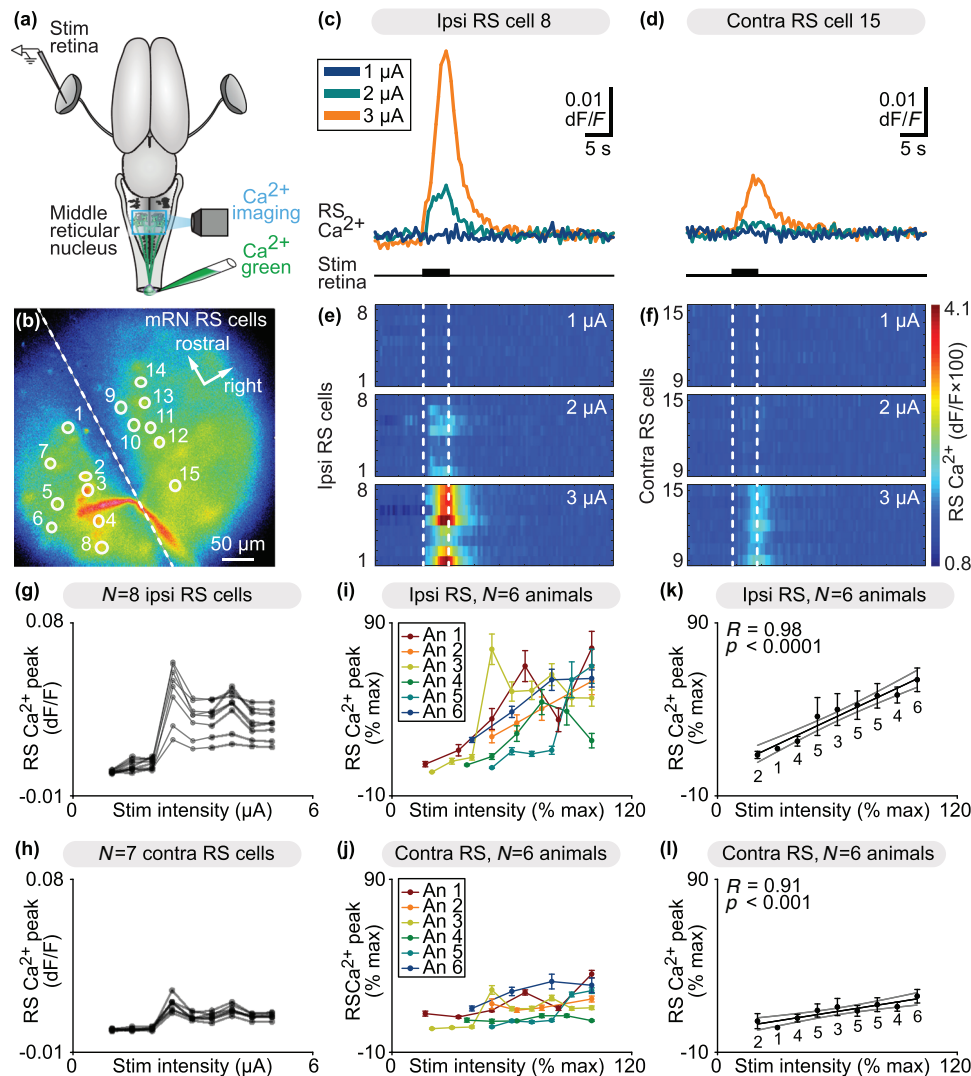 (a)
Stim
retina
Middle
reticular
nucleus
Ca2+
imaging
Ca2+
green
(c)
Ipsi RS cell 8
1 µA
2 µA
3 µA
0.01
dF/F
5 s
RS
Ca2+
Stim
retina
(d)
Contra RS cell 15
0.01
dF/F
5 s
(b)
mRN RS cells
rostral
right
1
2
3
4
5
6
7
8
9
10
11
12
13
14
15
50 µm
(e)
Ipsi RS cells
8
1
1 µA
8
1
2 µA
8
1
3 µA
(f)
Contra RS cells
15
9
1 µA
15
9
2 µA
15
9
3 µA
4.1
RS Ca2+ (dF/F×100)
0.8
(g)
N=8 ipsi RS cells
0.08
RS Ca2+ peak
(dF/F)
-0.01
0
Stim intensity (µA)
6
(i)
Ipsi RS, N=6 animals
90
An 1
An 2
An 3
An 4
An 5
An 6
RS Ca2+ peak
(% max)
-10
0
Stim intensity (% max)
120
(k)
Ipsi RS, N=6 animals
90
R = 0.98
p < 0.0001
RS Ca2+ peak
(% max)
2 1 4 5 3 5 5 4 6
-10
0
Stim intensity (% max)
120
(h)
N=7 contra RS cells
0.08
RS Ca2+ peak
(dF/F)
-0.01
0
Stim intensity (µA)
6
(j)
Contra RS, N=6 animals
90
An 1
An 2
An 3
An 4
An 5
An 6
RSCa2+ peak
(% max)
-10
0
Stim intensity (% max)
120
(l)
Contra RS, N=6 animals
90
R = 0.91
p < 0.001
RS Ca2+ peak
(% max)
2 1 4 5 3 5 5 4 6
-10
0
Stim intensity (% max)
120